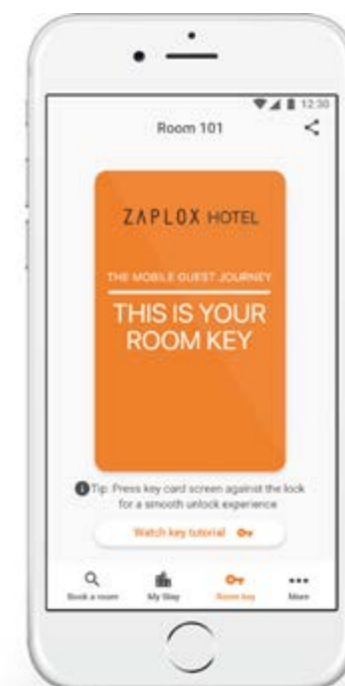 12:30
Room 101
ZAPLOX HOTEL
THE MOBILE GUEST JOURNEY
THIS IS YOUR
ROOM KEY
Tip: Press key card screen against the lock
for a smooth unlock experience
Watch key tutorial
Book a room My Stay Room key More